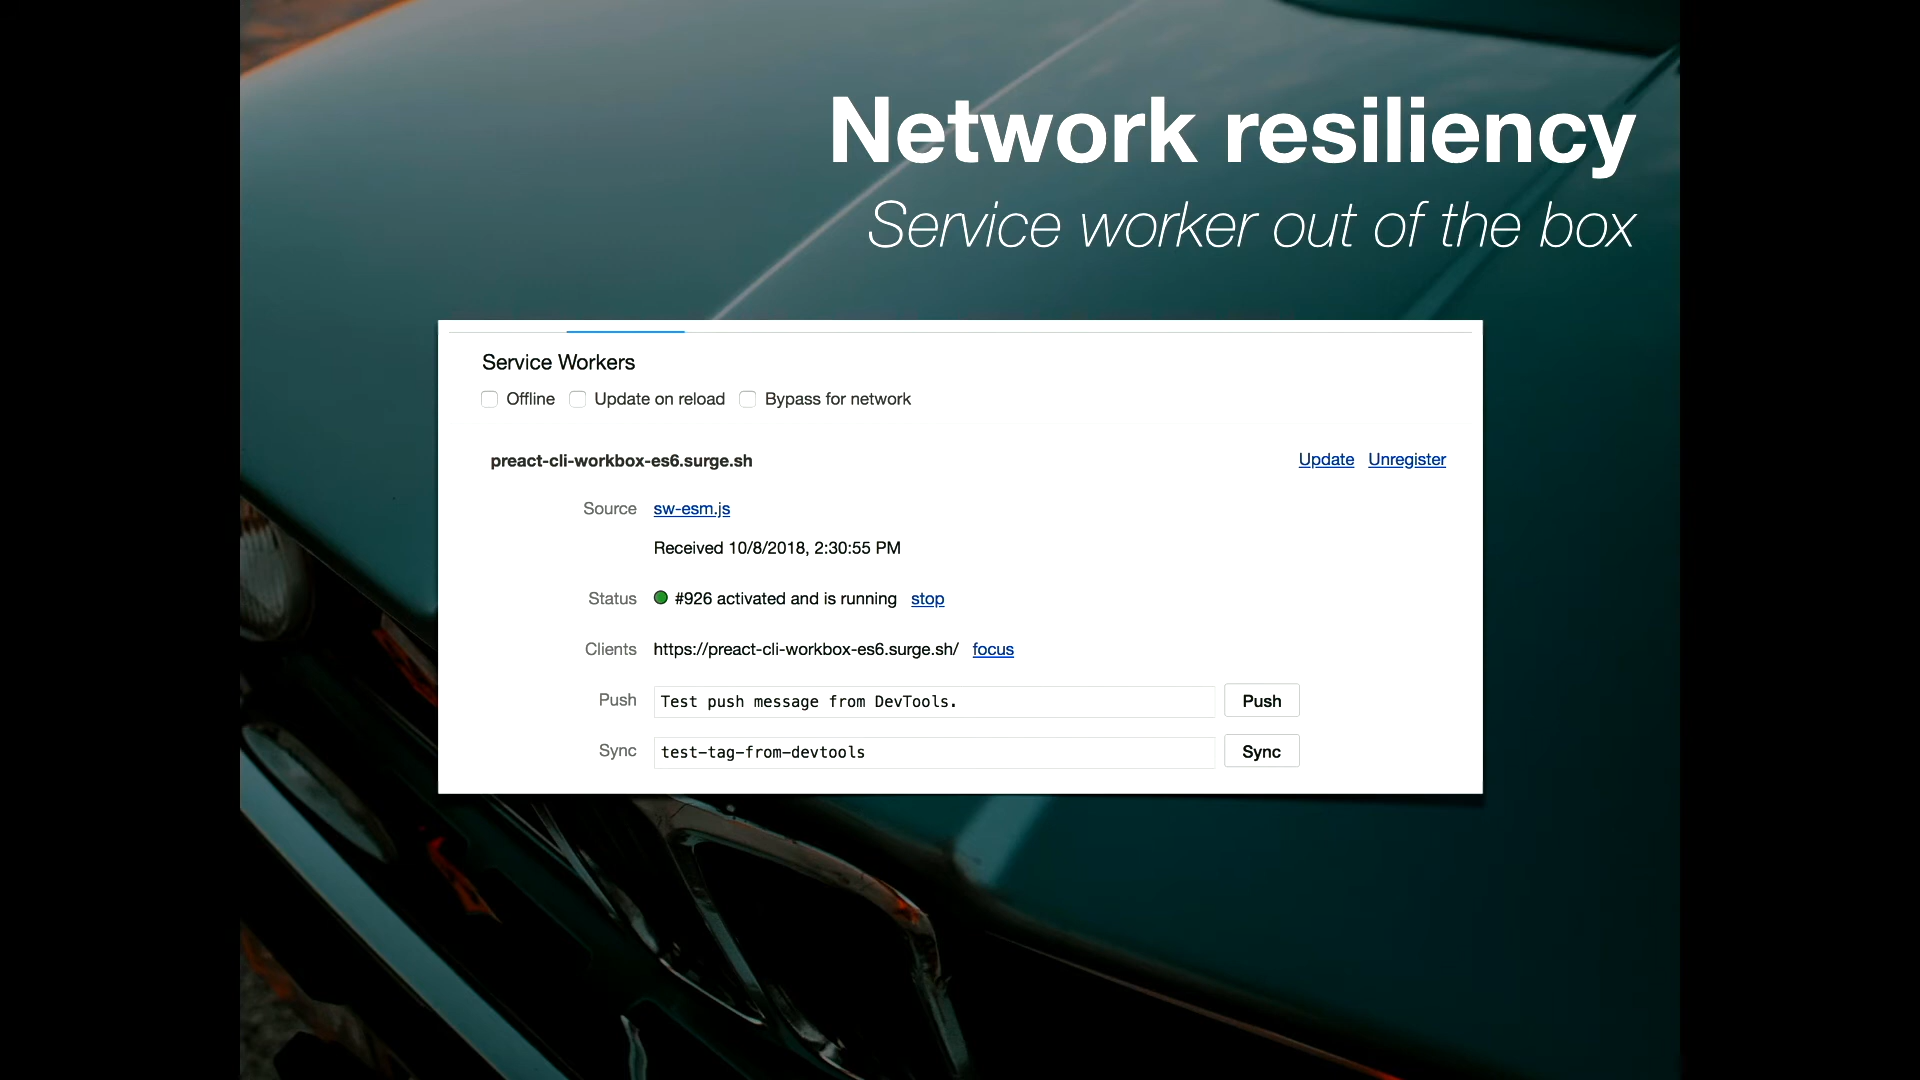 Network resiliency
Service worker out of the box
Service Workers
Offline Update on reload Bypass for network
preact-cli-workbox-es6.surge.sh Update Unregister
Source sw-esm.js
Received 10/8/2018, 2:30:55 PM
Status #926 activated and is running stop
Clients https://preact-cli-workbox-es6.surge.sh/ focus
Push Test push message from DevTools. Push
Sync test-tag-from-devtools Sync